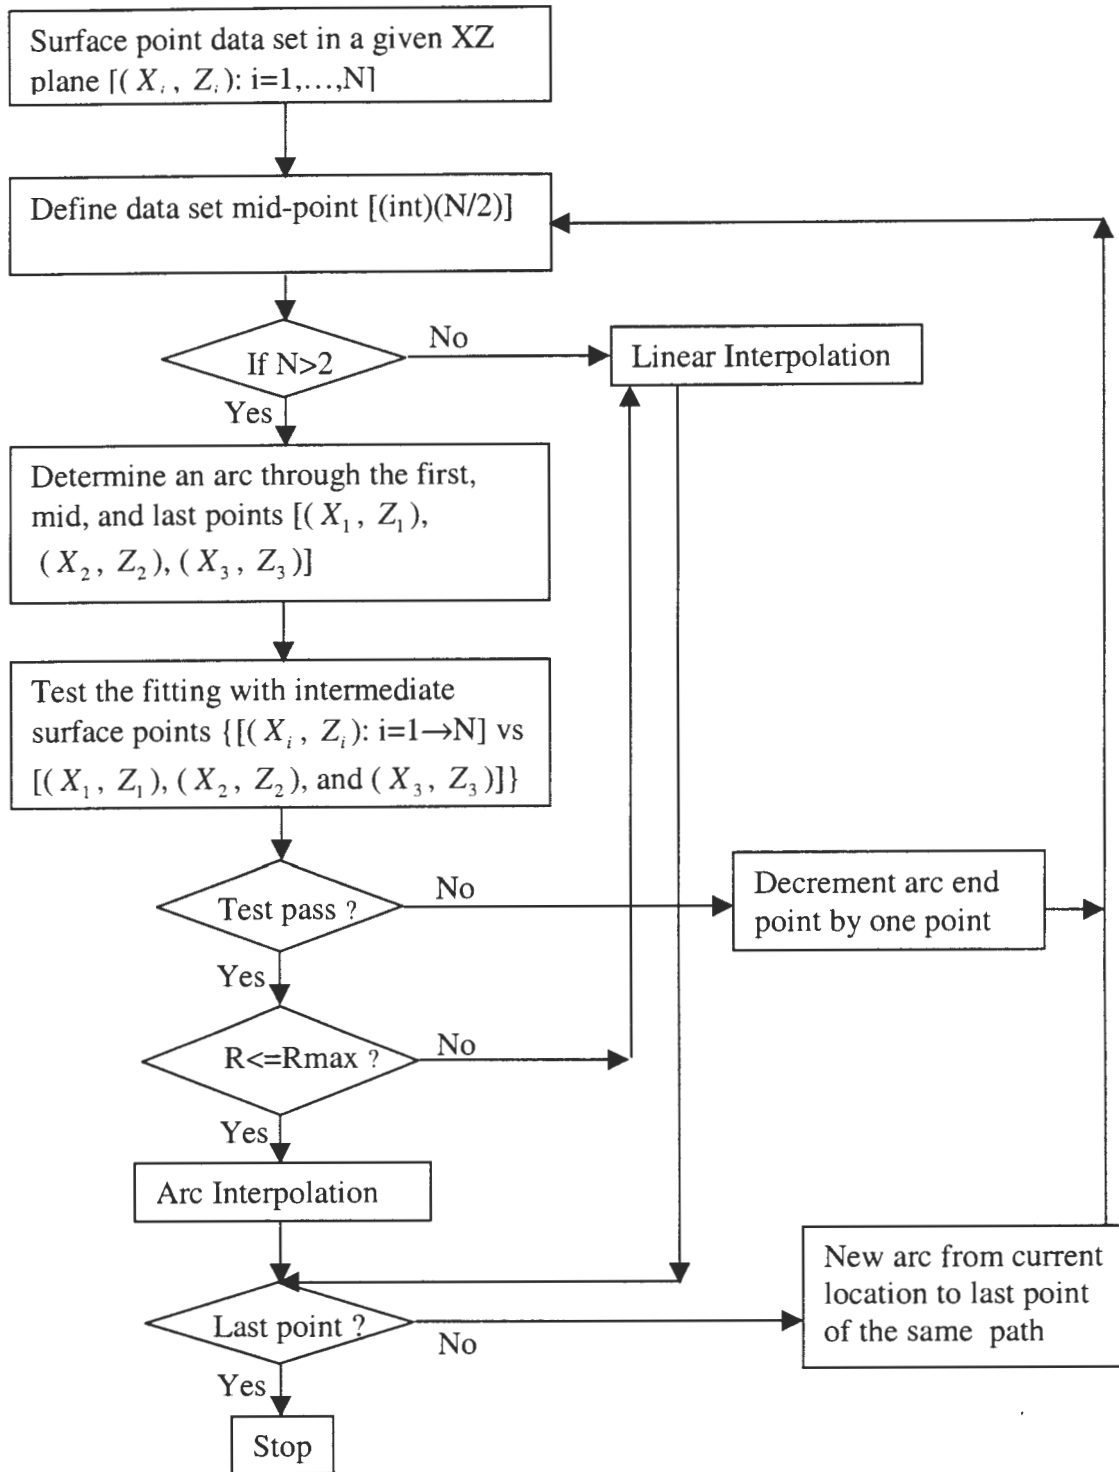 Surface point data set in a given XZ
plane [( Xᵢ , Zᵢ ): i=1,…,N]
Define data set mid-point [(int)(N/2)]
If N>2
No
Linear Interpolation
Yes
Determine an arc through the first,
mid, and last points [( X₁ , Z₁ ),
( X₂ , Z₂ ), ( X₃ , Z₃ )]
Test the fitting with intermediate
surface points {[( Xᵢ , Zᵢ ): i=1→N] vs
[( X₁ , Z₁ ), ( X₂ , Z₂ ), and ( X₃ , Z₃ )]}
Test pass ?
No
Decrement arc end
point by one point
Yes
R<=Rmax ?
No
Yes
Arc Interpolation
Last point ?
No
New arc from current
location to last point
of the same path
Yes
Stop